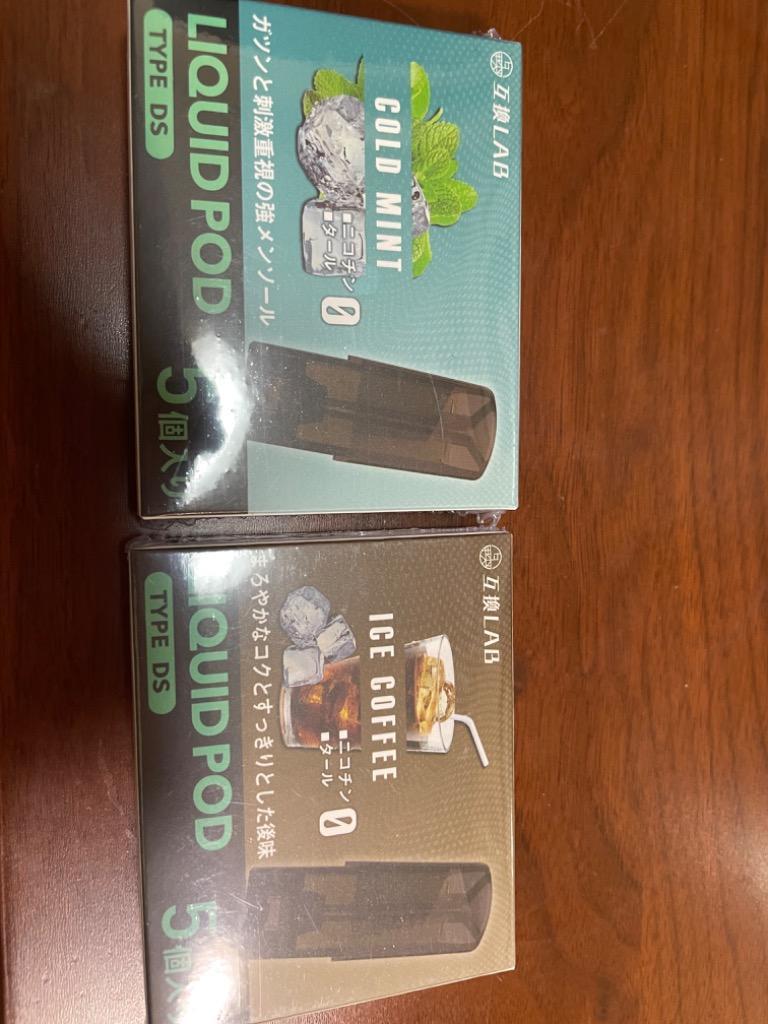 互換LAB
COLD MINT
■ニコチン
■タール
0
ガツンと刺激重視の強メンソール
LIQUID POD 5個入り
TYPE DS
互換LAB
ICE COFFEE
■ニコチン
■タール
0
まろやかなコクとすっきりとした後味
LIQUID POD 5個入り
TYPE DS